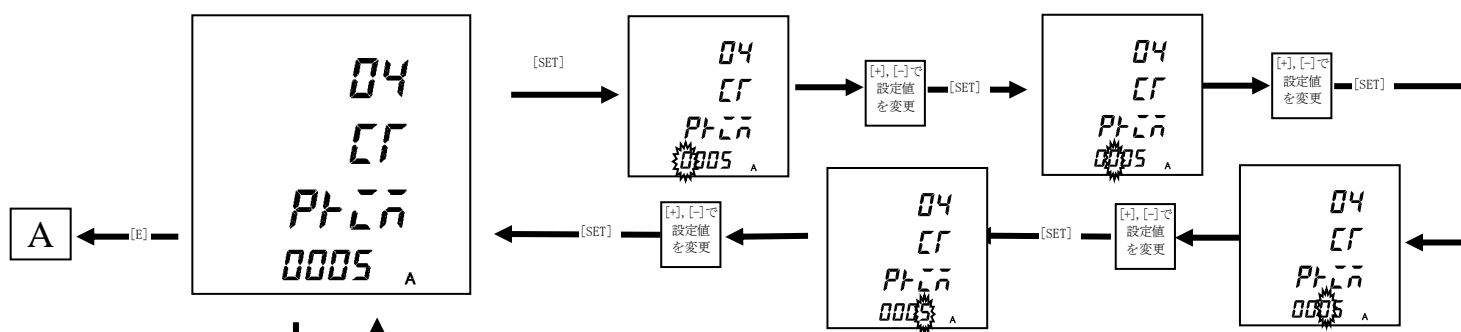 04
CT
PriM
0005 A
[SET]
04
CT
PriM
0005 A
[+],[-]で
設定値
を変更
[SET]
04
CT
PriM
0005 A
[+],[-]で
設定値
を変更
[SET]
04
CT
PriM
0005 A
[+],[-]で
設定値
を変更
[SET]
04
CT
PriM
0005 A
[+],[-]で
設定値
を変更
[SET]
[E]
A